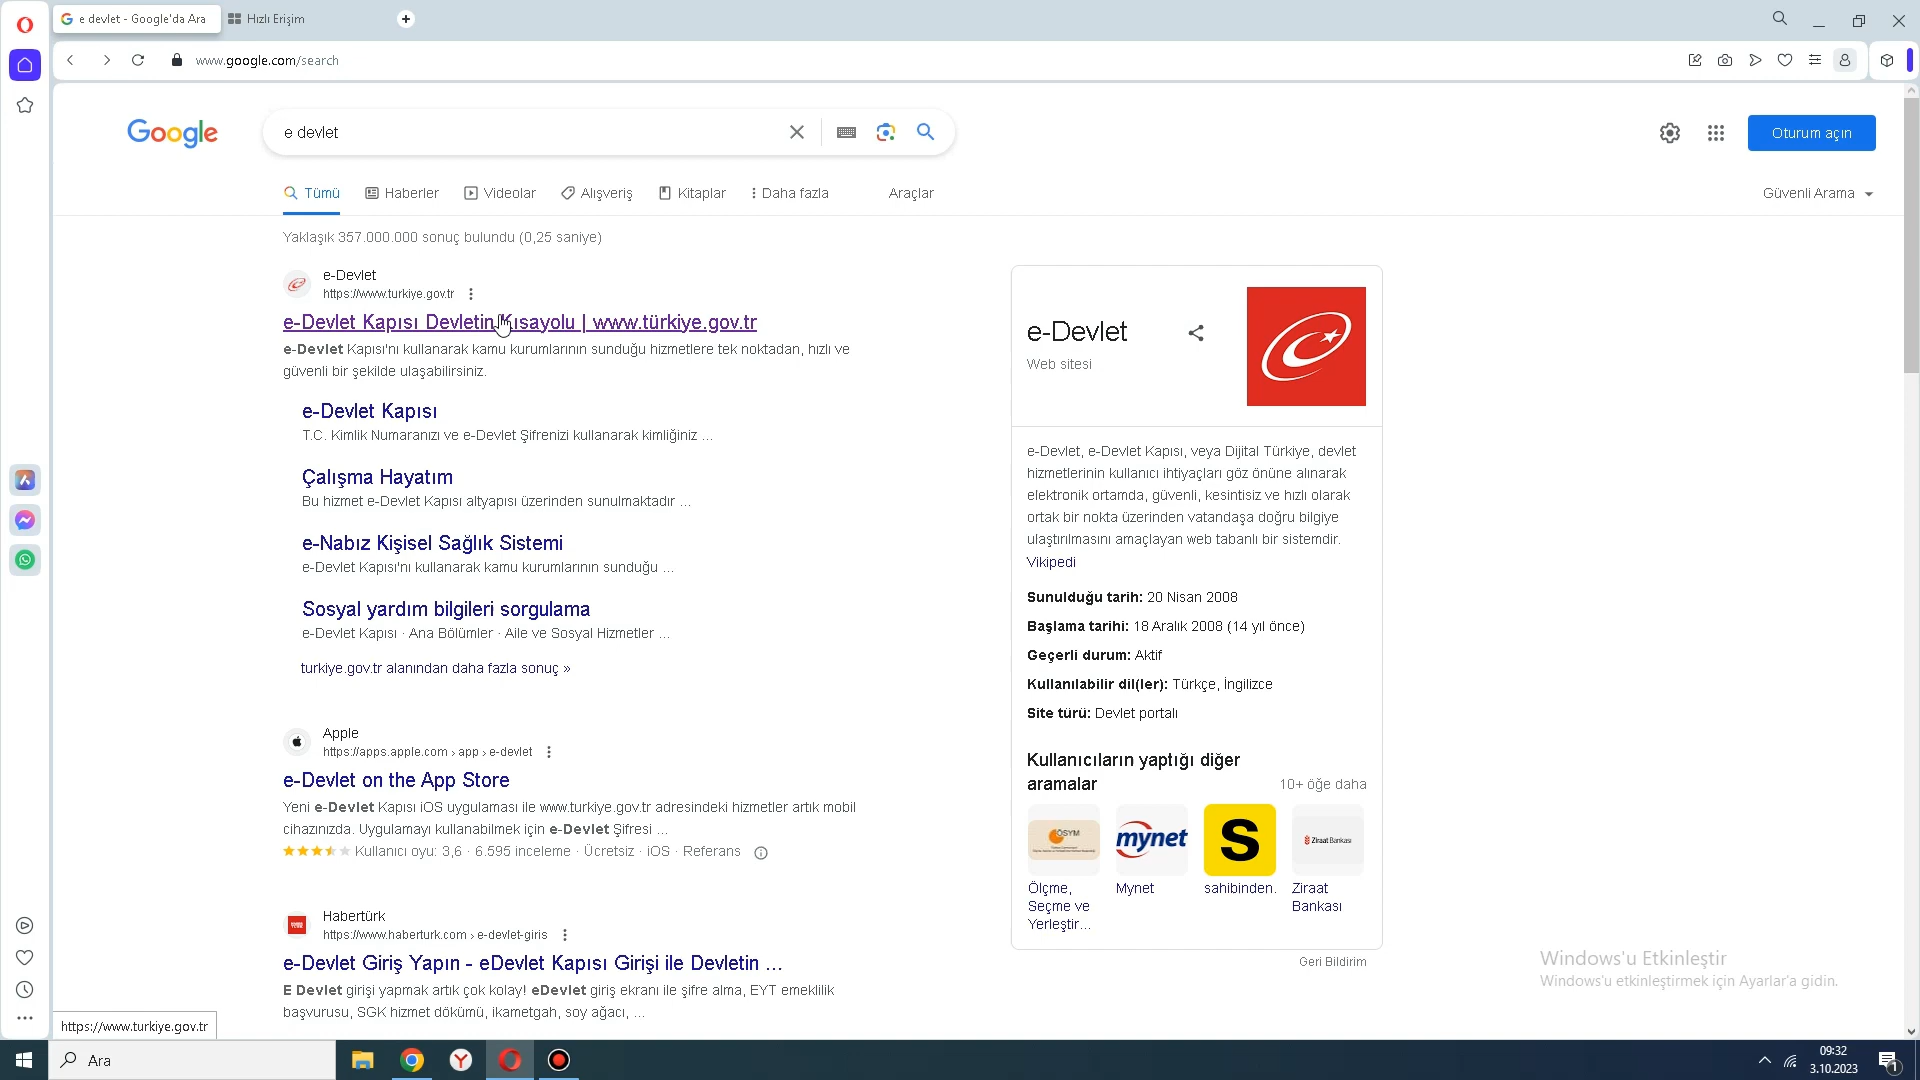 e devlet - Google'da Ara
Hızlı Erişim
www.google.com/search
Google
e devlet
Oturum açın
Tümü
Haberler
Videolar
Alışveriş
Kitaplar
Daha fazla
Araçlar
Güvenli Arama
Yaklaşık 357.000.000 sonuç bulundu (0,25 saniye)
e-Devlet
https://www.turkiye.gov.tr
e-Devlet Kapısı Devletin Kısayolu | www.türkiye.gov.tr
e-Devlet Kapısı'nı kullanarak kamu kurumlarının sunduğu hizmetlere tek noktadan, hızlı ve
güvenli bir şekilde ulaşabilirsiniz.
e-Devlet Kapısı
T.C. Kimlik Numaranızı ve e-Devlet Şifrenizi kullanarak kimliğiniz ...
Çalışma Hayatım
Bu hizmet e-Devlet Kapısı altyapısı üzerinden sunulmaktadır ...
e-Nabız Kişisel Sağlık Sistemi
e-Devlet Kapısı'nı kullanarak kamu kurumlarının sunduğu ...
Sosyal yardım bilgileri sorgulama
e-Devlet Kapısı · Ana Bölümler · Aile ve Sosyal Hizmetler ...
turkiye.gov.tr alanından daha fazla sonuç »
Apple
https://apps.apple.com › app › e-devlet
e-Devlet on the App Store
Yeni e-Devlet Kapısı iOS uygulaması ile www.turkiye.gov.tr adresindeki hizmetler artık mobil
cihazınızda. Uygulamayı kullanabilmek için e-Devlet Şifresi ...
Kullanıcı oyu: 3,6 · 6.595 inceleme · Ücretsiz · iOS · Referans
Habertürk
https://www.haberturk.com › e-devlet-giris
e-Devlet Giriş Yapın - eDevlet Kapısı Girişi ile Devletin ...
E Devlet girişi yapmak artık çok kolay! eDevlet giriş ekranı ile şifre alma, EYT emeklilik
başvurusu, SGK hizmet dökümü, ikametgah, soy ağacı, ...
https://www.turkiye.gov.tr
e-Devlet
Web sitesi
e-Devlet, e-Devlet Kapısı, veya Dijital Türkiye, devlet
hizmetlerinin kullanıcı ihtiyaçları göz önüne alınarak
elektronik ortamda, güvenli, kesintisiz ve hızlı olarak
ortak bir nokta üzerinden vatandaşa doğru bilgiye
ulaştırılmasını amaçlayan web tabanlı bir sistemdir.
Vikipedi
Sunulduğu tarih: 20 Nisan 2008
Başlama tarihi: 18 Aralık 2008 (14 yıl önce)
Geçerli durum: Aktif
Kullanılabilir dil(ler): Türkçe, İngilizce
Site türü: Devlet portalı
Kullanıcıların yaptığı diğer
aramalar
10+ öğe daha
ÖSYM
mynet
S
Ziraat Bankası
Ölçme,
Seçme ve
Yerleştir...
Mynet
sahibinden.
Ziraat
Bankası
Geri Bildirim
Windows'u Etkinleştir
Windows'u etkinleştirmek için Ayarlar'a gidin.
Ara
09:32
3.10.2023
1